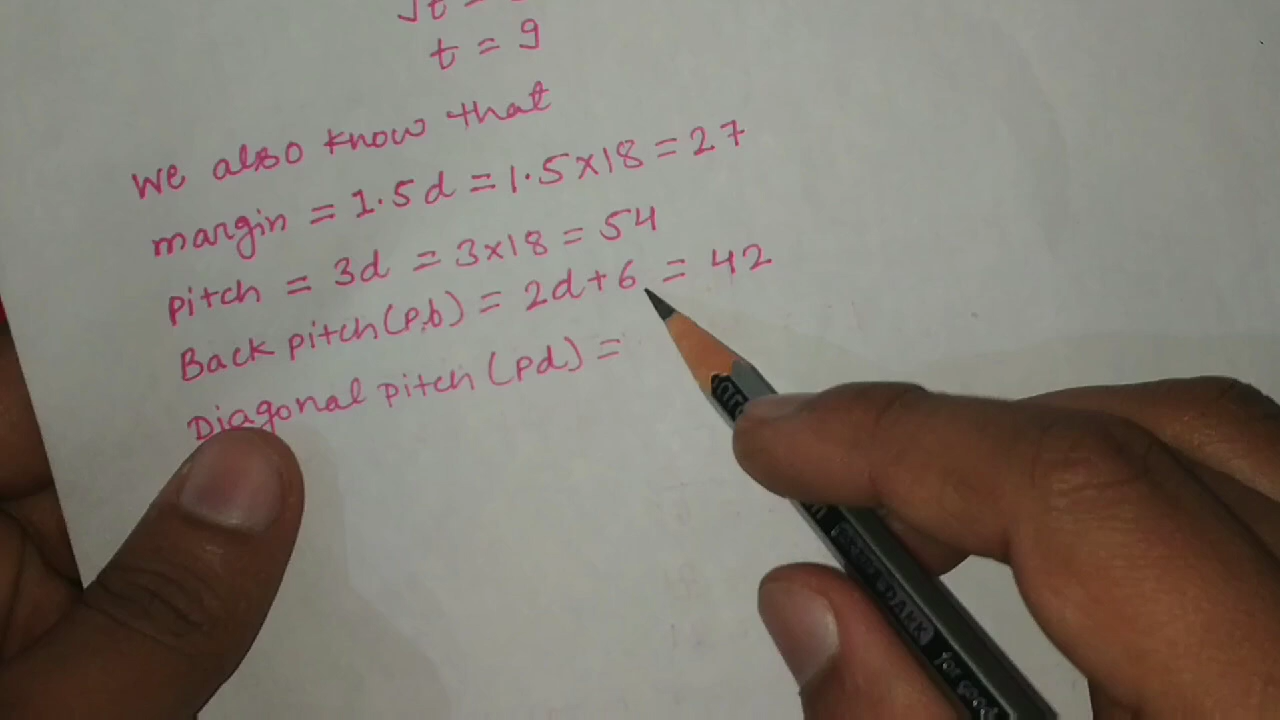 √t =
t = 9
We also know that
margin = 1.5d = 1.5×18 = 27
pitch = 3d = 3×18 = 54
Back pitch (p.b) = 2d+6 = 42
Diagonal pitch (pd) =